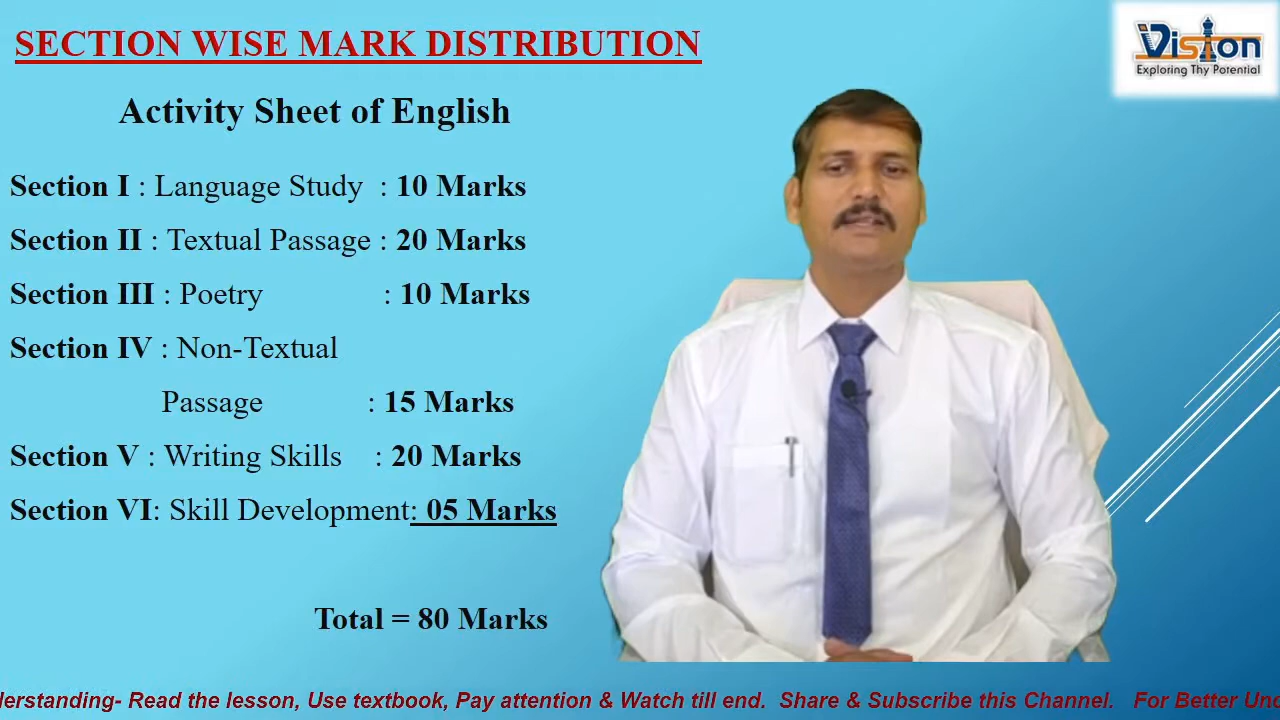 SECTION WISE MARK DISTRIBUTION
Vision
Exploring Thy Potential
Activity Sheet of English
Section I : Language Study : 10 Marks
Section II : Textual Passage : 20 Marks
Section III : Poetry : 10 Marks
Section IV : Non-Textual
Passage : 15 Marks
Section V : Writing Skills : 20 Marks
Section VI: Skill Development: 05 Marks
Total = 80 Marks
derstanding- Read the lesson, Use textbook, Pay attention & Watch till end. Share & Subscribe this Channel. For Better Und